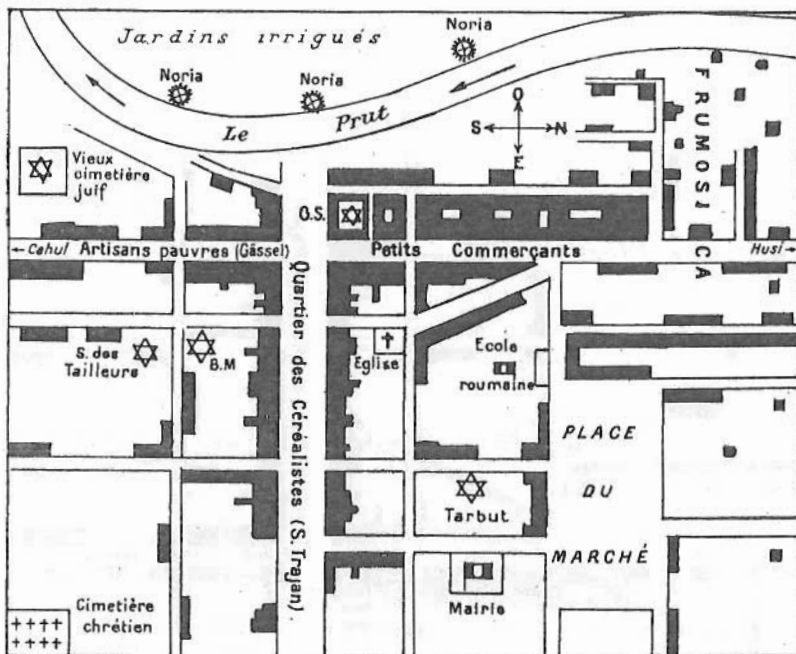 Jardins irrigués
Noria
Noria
Noria
Le Prut
O
S N
E
FRUMOSICA
Vieux
cimetière
juif
G.S.
← Cahul
Artisans pauvres (Gässel)
Petits Commerçants
Husi →
Quartier des Céréalistes (S. Trajan)
S. des
Tailleurs
B.M
Eglise
Ecole
roumaine
PLACE
DU
MARCHÉ
Tarbut
Mairie
Cimetière
chrétien